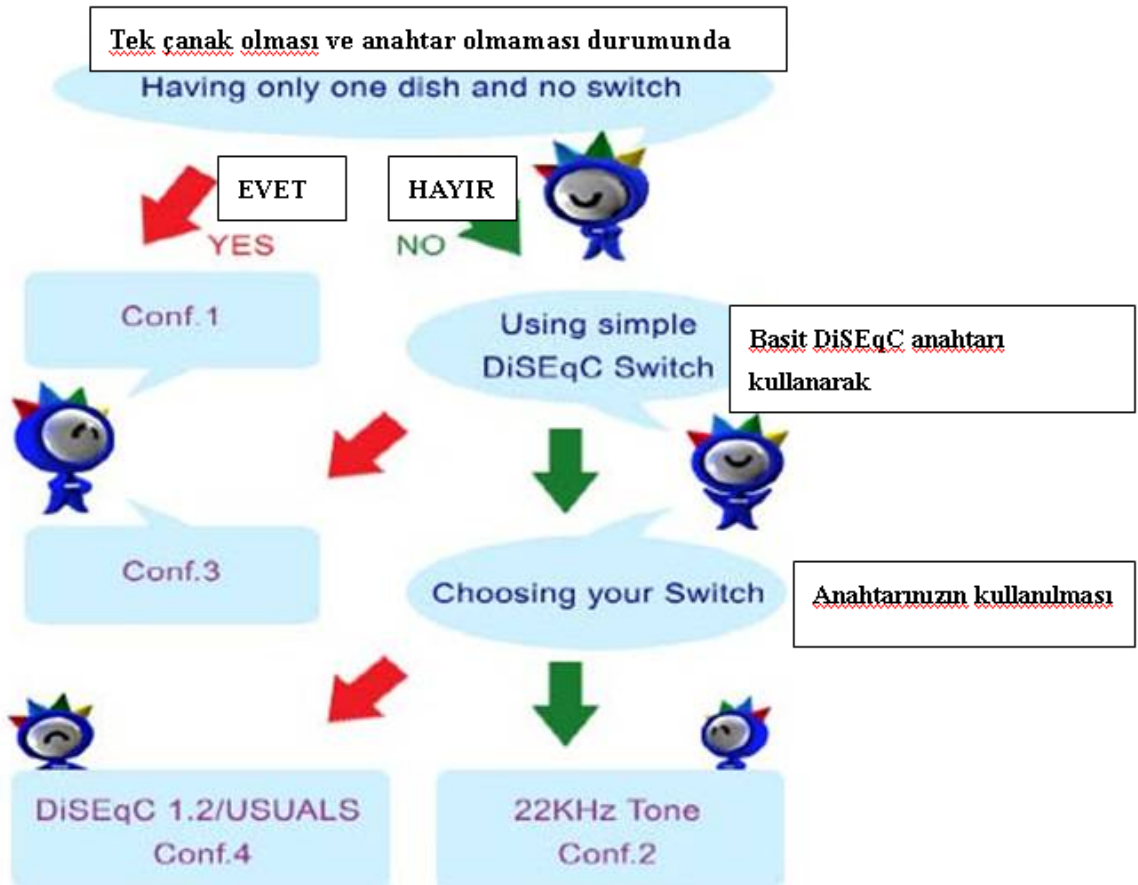 Tek çanak olması ve anahtar olmaması durumunda
Having only one dish and no switch
EVET
HAYIR
YES
NO
Conf.1
Using simple
DiSEqC Switch
Basit DiSEqC anahtarı
kullanarak
Conf.3
Choosing your Switch
Anahtarınızın kullanılması
DiSEqC 1.2/USUALS
Conf.4
22KHz Tone
Conf.2